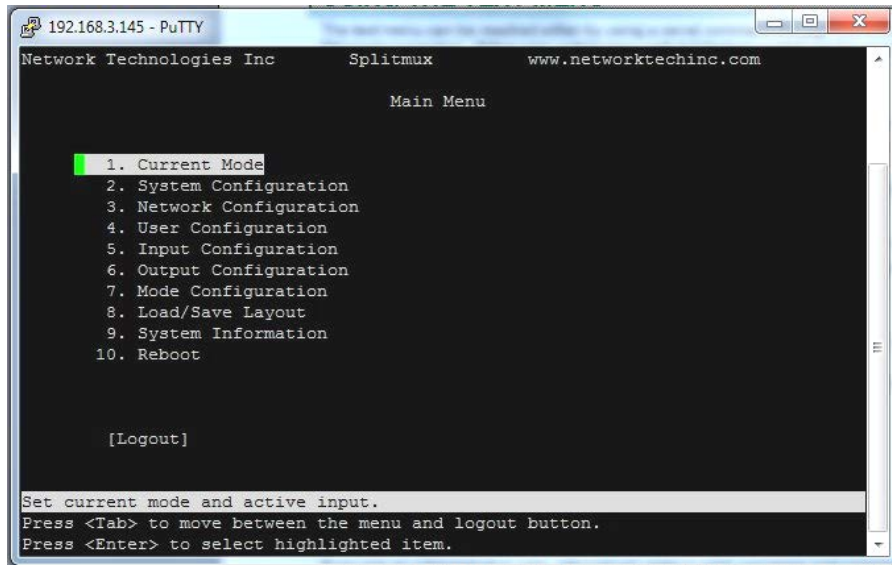 192.168.3.145 - PuTTY
Network Technologies Inc Splitmux www.networktechinc.com
Main Menu
1. Current Mode
2. System Configuration
3. Network Configuration
4. User Configuration
5. Input Configuration
6. Output Configuration
7. Mode Configuration
8. Load/Save Layout
9. System Information
10. Reboot
[Logout]
Set current mode and active input.
Press <Tab> to move between the menu and logout button.
Press <Enter> to select highlighted item.